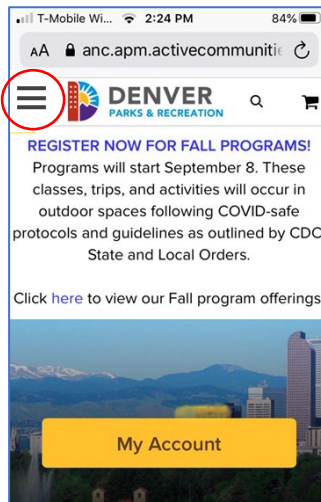 T-Mobile Wi... 2:24 PM 84%
AA anc.apm.activecommunitie
DENVER
PARKS & RECREATION
REGISTER NOW FOR FALL PROGRAMS!
Programs will start September 8. These
classes, trips, and activities will occur in
outdoor spaces following COVID-safe
protocols and guidelines as outlined by CDC
State and Local Orders.
Click here to view our Fall program offerings
My Account